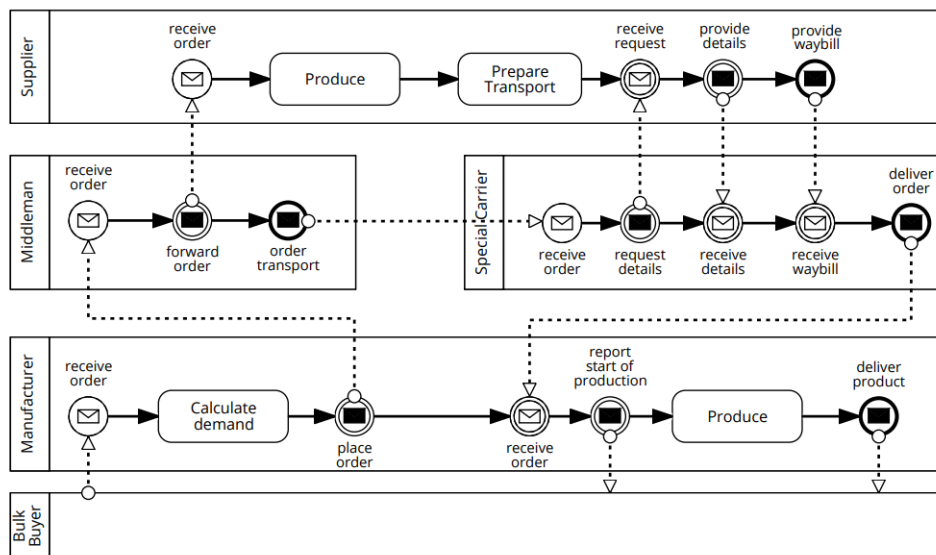 Supplier
receive
order
Produce
Prepare
Transport
receive
request
provide
details
provide
waybill
Middleman
receive
order
forward
order
order
transport
Special Carrier
receive
order
request
details
receive
details
receive
waybill
deliver
order
Manufacturer
receive
order
Calculate
demand
place
order
receive
order
report
start of
production
Produce
deliver
product
Bulk
Buyer